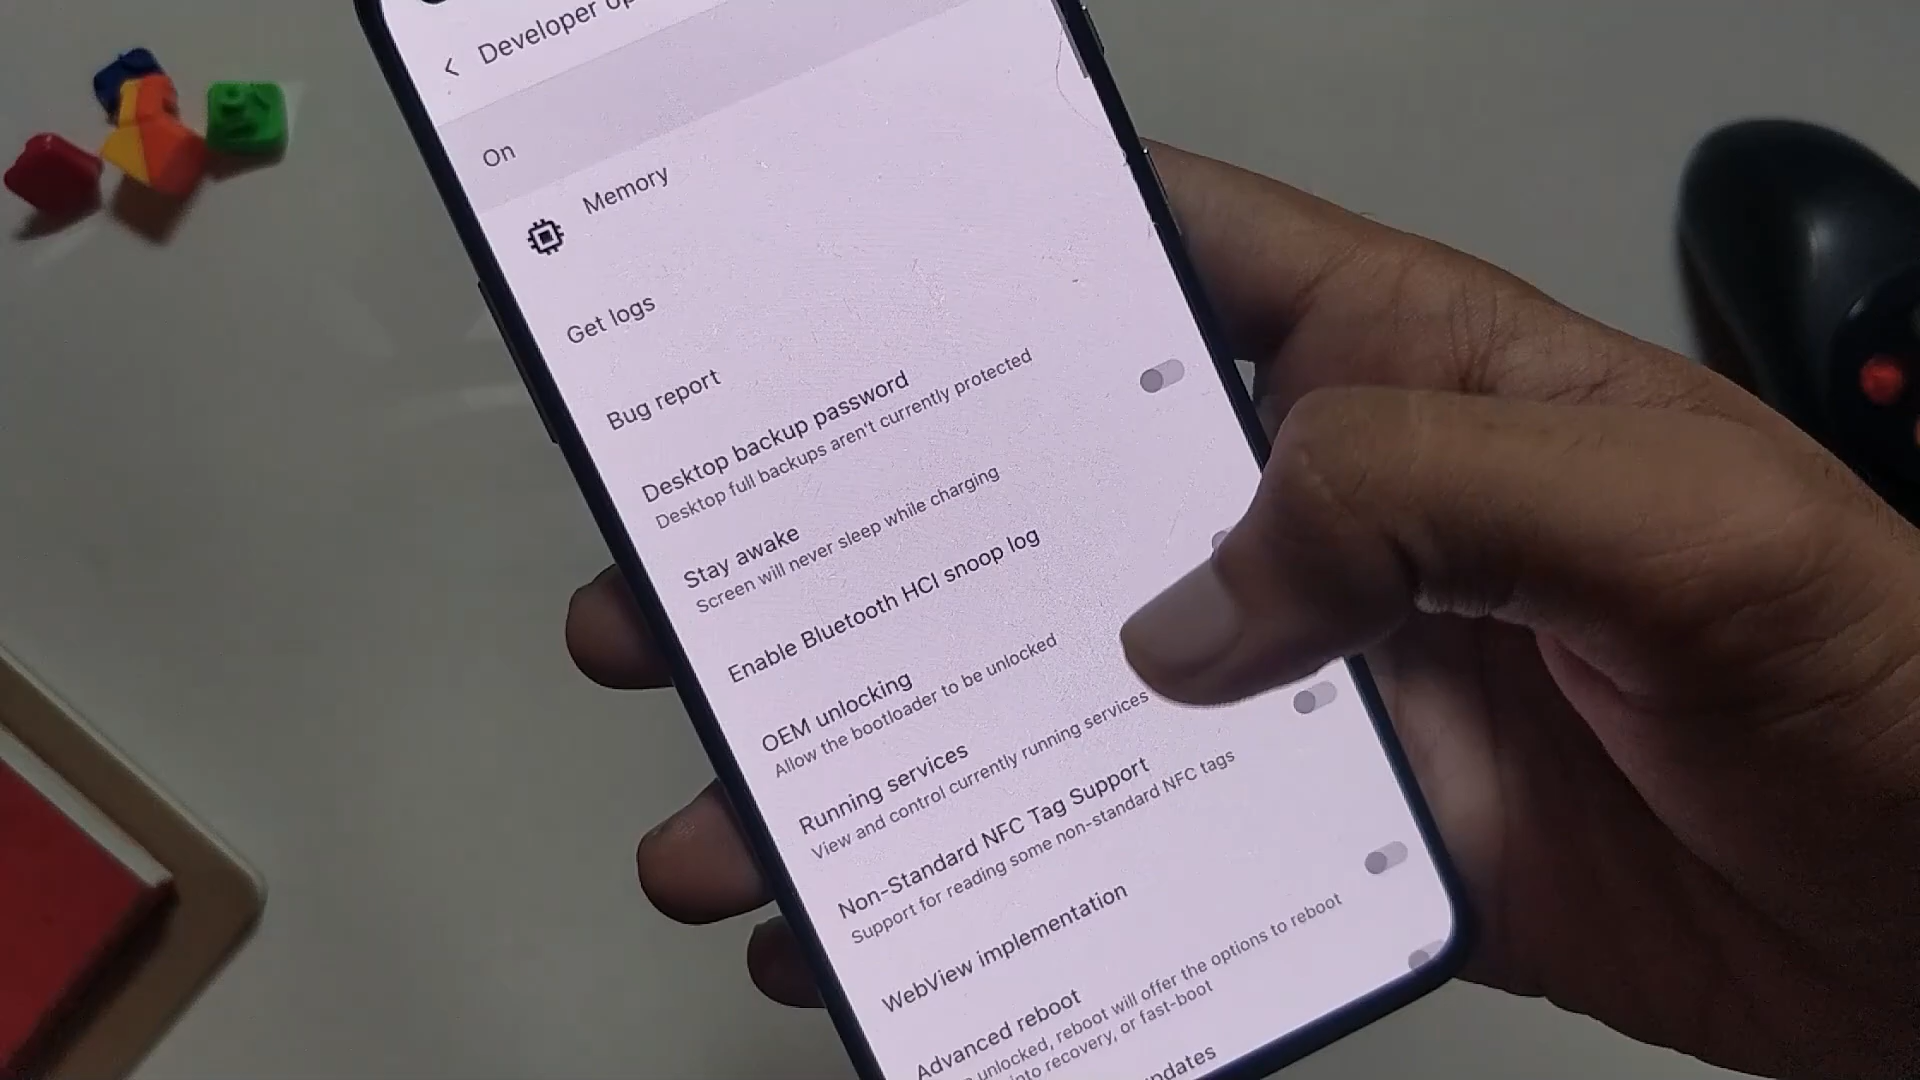 Developer
On
Memory
Get logs
Bug report
Desktop backup password
Desktop full backups aren't currently protected
Stay awake
Screen will never sleep while charging
Enable Bluetooth HCI snoop log
OEM unlocking
Allow the bootloader to be unlocked
Running services
View and control currently running services
Non-Standard NFC Tag Support
Support for reading some non-standard NFC tags
WebView implementation
Advanced reboot
unlocked, reboot will offer the options to reboot
into recovery, or fast-boot